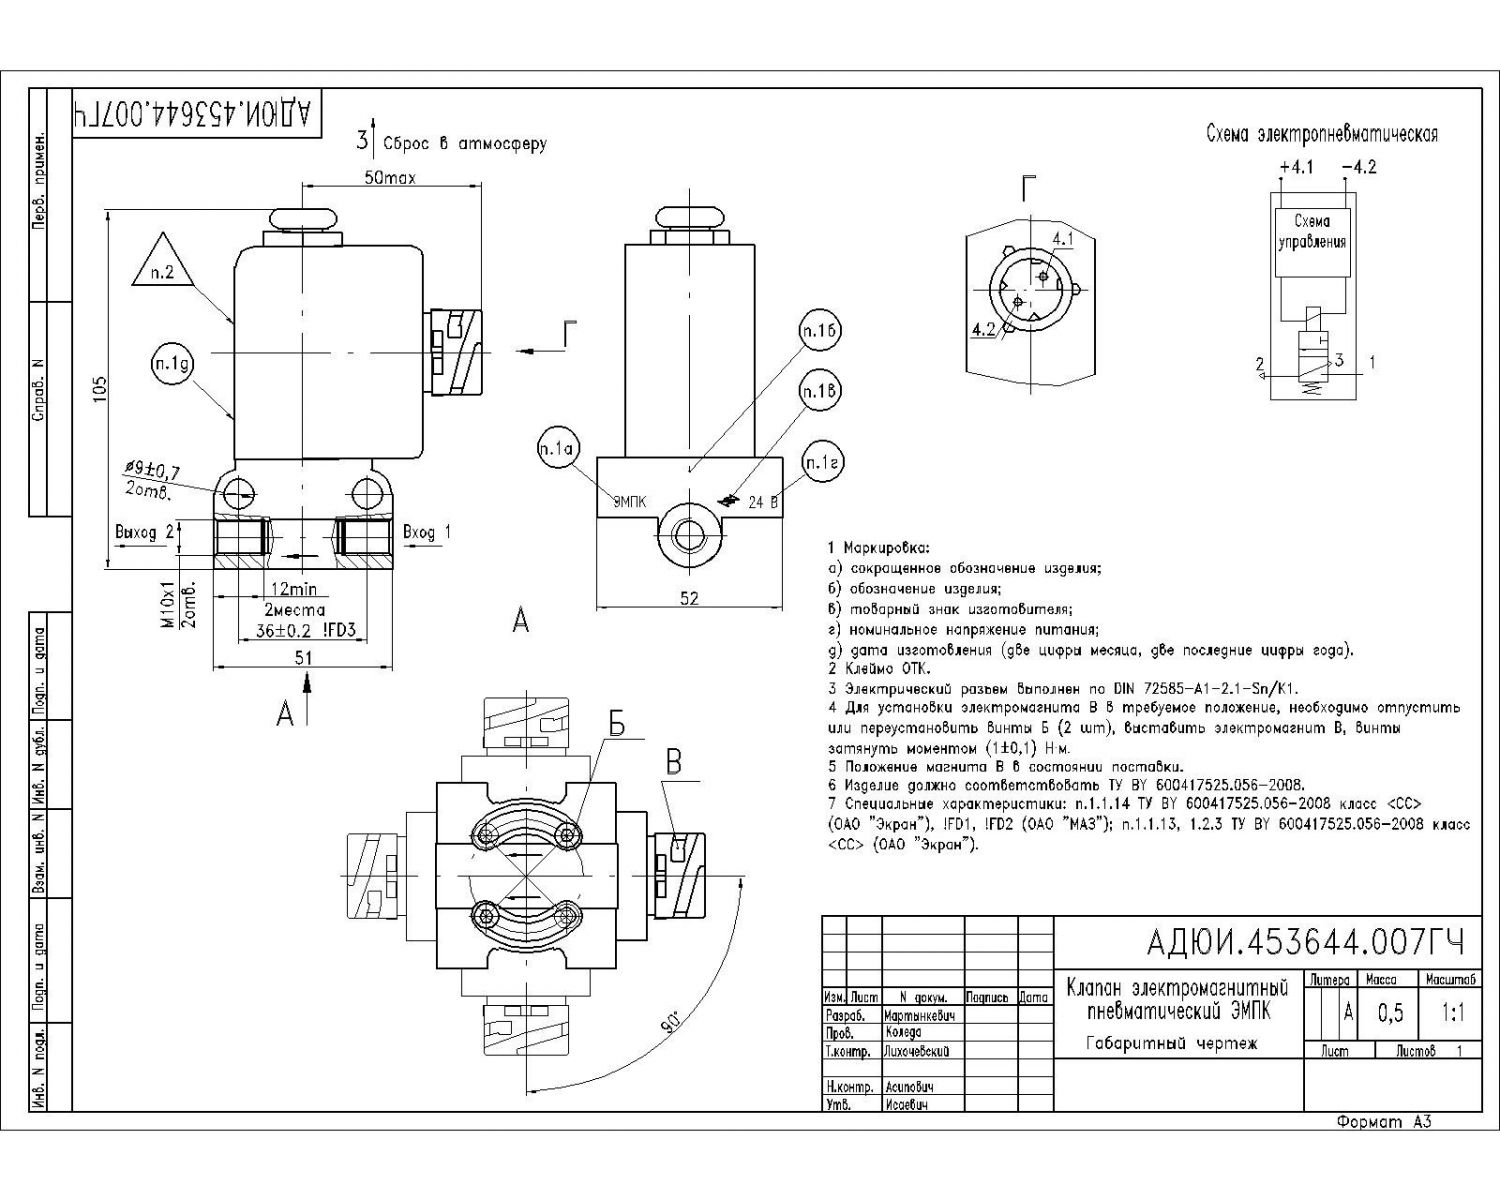 АДЮИ.453644.007ГЧ
3 Сброс в атмосферу
50max
Перв. примен.
Справ. N
Подп. и дата
Инв. N дубл.
Взам. инв. N
Подп. и дата
Инв. N подл.
п.2
п.1д
105
ø9±0,7
2отв.
Выход 2
Вход 1
М10х1
2отв.
12min
2места
36±0.2 !FD3
51
А
Г
п.1б
п.1в
п.1а
п.1г
ЭМПК
24 В
52
Г
4.1
4.2
Схема электропневматическая
+4.1 −4.2
Схема
управления
2
3
1
А
Б
В
90°
1 Маркировка:
а) сокращенное обозначение изделия;
б) обозначение изделия;
в) товарный знак изготовителя;
г) номинальное напряжение питания;
д) дата изготовления (две цифры месяца, две последние цифры года).
2 Клеймо ОТК.
3 Электрический разъем выполнен по DIN 72585−A1−2.1−Sn/K1.
4 Для установки электромагнита В в требуемое положение, необходимо отпустить
или переустановить винты Б (2 шт), выставить электромагнит В, винты
затянуть моментом (1±0,1) Н·м.
5 Положение магнита В в состоянии поставки.
6 Изделие должно соответствовать ТУ BY 600417525.056−2008.
7 Специальные характеристики: п.1.1.14 ТУ BY 600417525.056−2008 класс <СС>
(ОАО "Экран"), !FD1, !FD2 (ОАО "МАЗ"); п.1.1.13, 1.2.3 ТУ BY 600417525.056−2008 класс
<СС> (ОАО "Экран").
АДЮИ.453644.007ГЧ
Изм. Лист N докум. Подпись Дата
Разраб. Мартынкевич
Пров. Коледа
Т.контр. Лихачевский
Н.контр. Асипович
Утв. Исаевич
Клапан электромагнитный
пневматический ЭМПК
Габаритный чертеж
Литера Масса Масштаб
А 0,5 1:1
Лист Листов 1
Формат А3